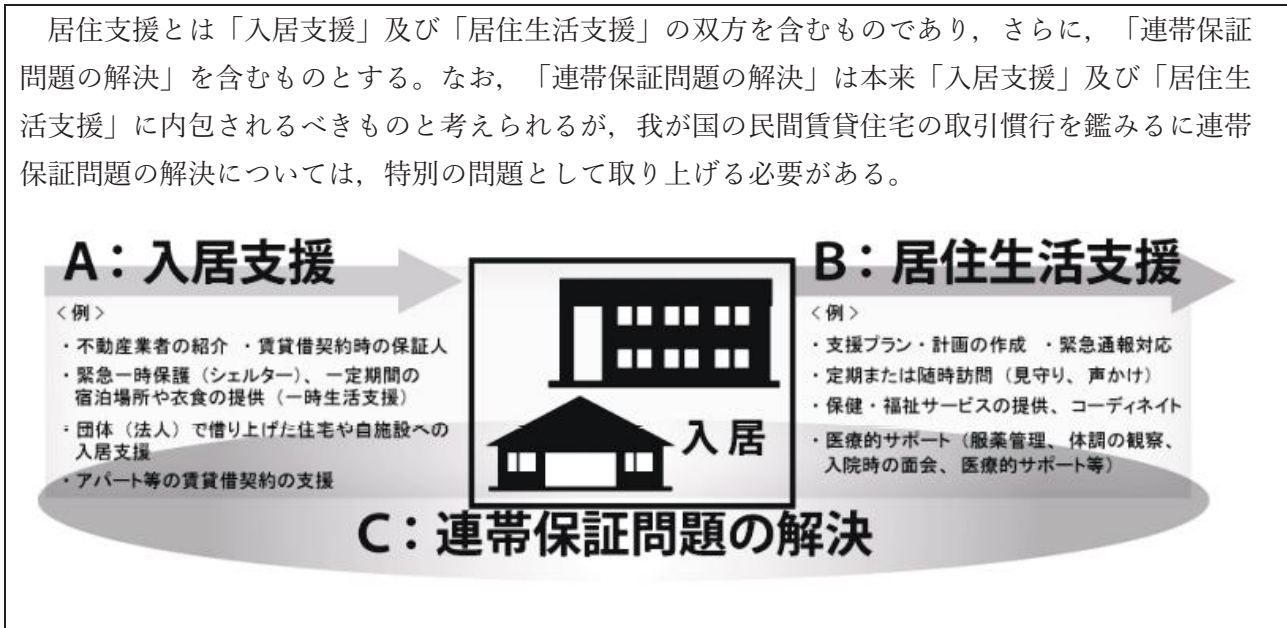 居住支援とは「入居支援」及び「居住生活支援」の双方を含むものであり，さらに，「連帯保証
問題の解決」を含むものとする。なお，「連帯保証問題の解決」は本来「入居支援」及び「居住生
活支援」に内包されるべきものと考えられるが，我が国の民間賃貸住宅の取引慣行を鑑みるに連帯
保証問題の解決については，特別の問題として取り上げる必要がある。
A：入居支援
＜例＞
・不動産業者の紹介 ・賃貸借契約時の保証人
・緊急一時保護（シェルター）、一定期間の
宿泊場所や衣食の提供（一時生活支援）
・団体（法人）で借り上げた住宅や自施設への
入居支援
・アパート等の賃貸借契約の支援
入居
B：居住生活支援
＜例＞
・支援プラン・計画の作成 ・緊急通報対応
・定期または随時訪問（見守り、声かけ）
・保健・福祉サービスの提供、コーディネイト
・医療的サポート（服薬管理、体調の観察、
入院時の面会、医療的サポート等）
C：連帯保証問題の解決